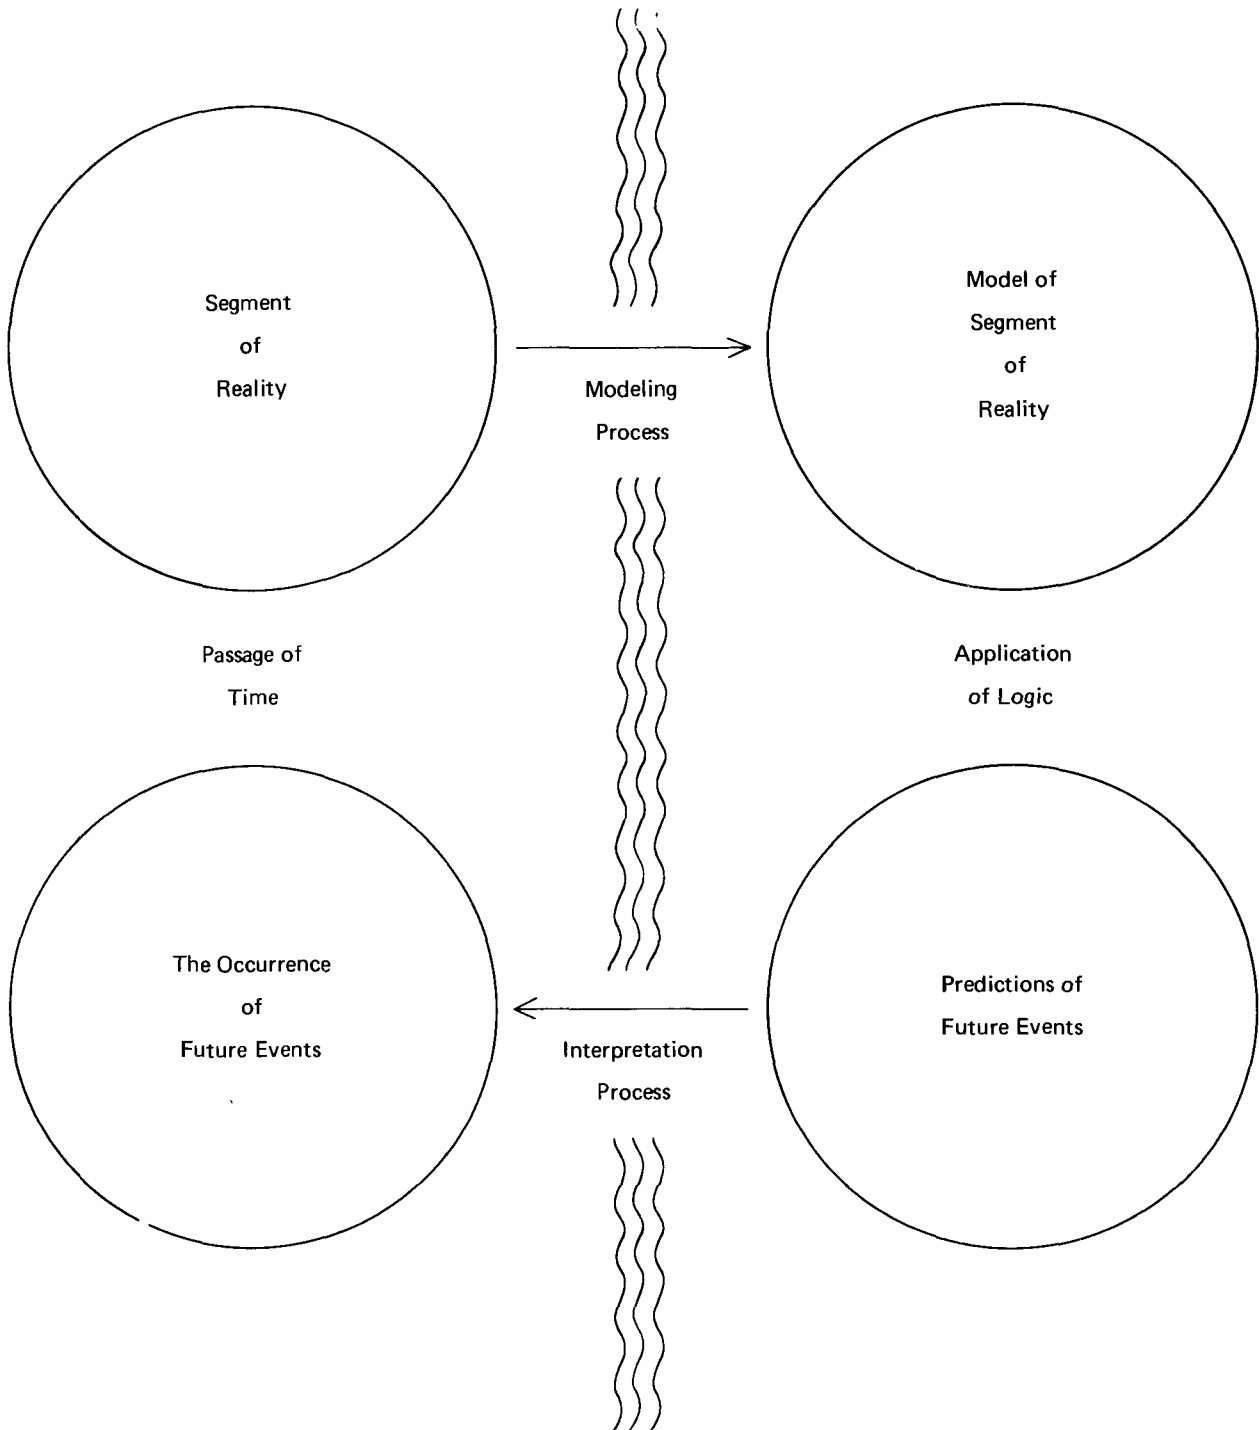 Segment
of
Reality
Modeling
Process
Model of
Segment
of
Reality
Passage of
Time
Application
of Logic
The Occurrence
of
Future Events
Interpretation
Process
Predictions of
Future Events